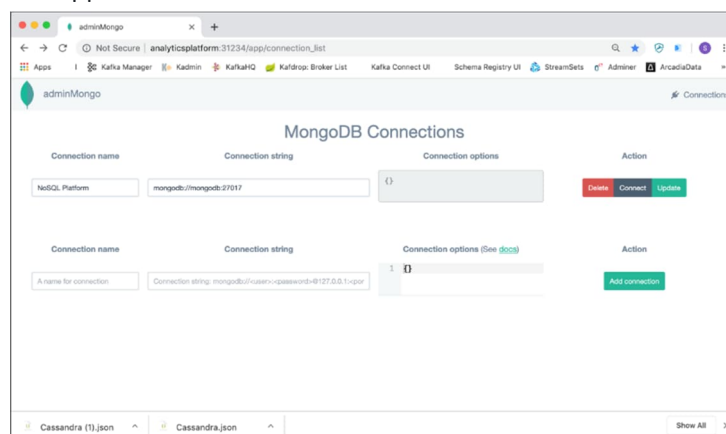 adminMongo
Not Secure | analyticsplatform:31234/app/connection_list
Apps Kafka Manager Kadmin KafkaHQ Kafdrop: Broker List Kafka Connect UI Schema Registry UI StreamSets Adminer ArcadiaData »
adminMongo Connection
MongoDB Connections
Connection name Connection string Connection options Action
NoSQL Platform mongodb://mongodb:27017 {} Delete Connect Update
Connection name Connection string Connection options (See docs) Action
A name for connection Connection string: mongodb://<user>:<password>@127.0.0.1:<por 1 {} Add connection
Cassandra (1).json Cassandra.json Show All